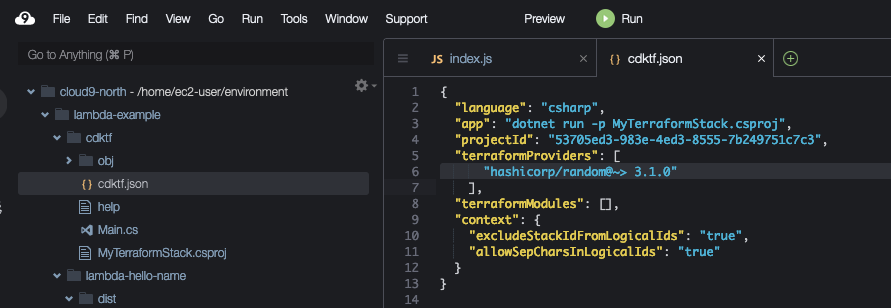 9 File Edit Find View Go Run Tools Window Support Preview Run
Go to Anything (⌘ P)
cloud9-north - /home/ec2-user/environment
lambda-example
cdktf
obj
{ } cdktf.json
help
Main.cs
MyTerraformStack.csproj
lambda-hello-name
dist
JS index.js ×
{ } cdktf.json ×
1 {
2 "language": "csharp",
3 "app": "dotnet run -p MyTerraformStack.csproj",
4 "projectId": "53705ed3-983e-4ed3-8555-7b249751c7c3",
5 "terraformProviders": [
6 "hashicorp/random@~> 3.1.0"
7 ],
8 "terraformModules": [],
9 "context": {
10 "excludeStackIdFromLogicalIds": "true",
11 "allowSepCharsInLogicalIds": "true"
12 }
13 }
14